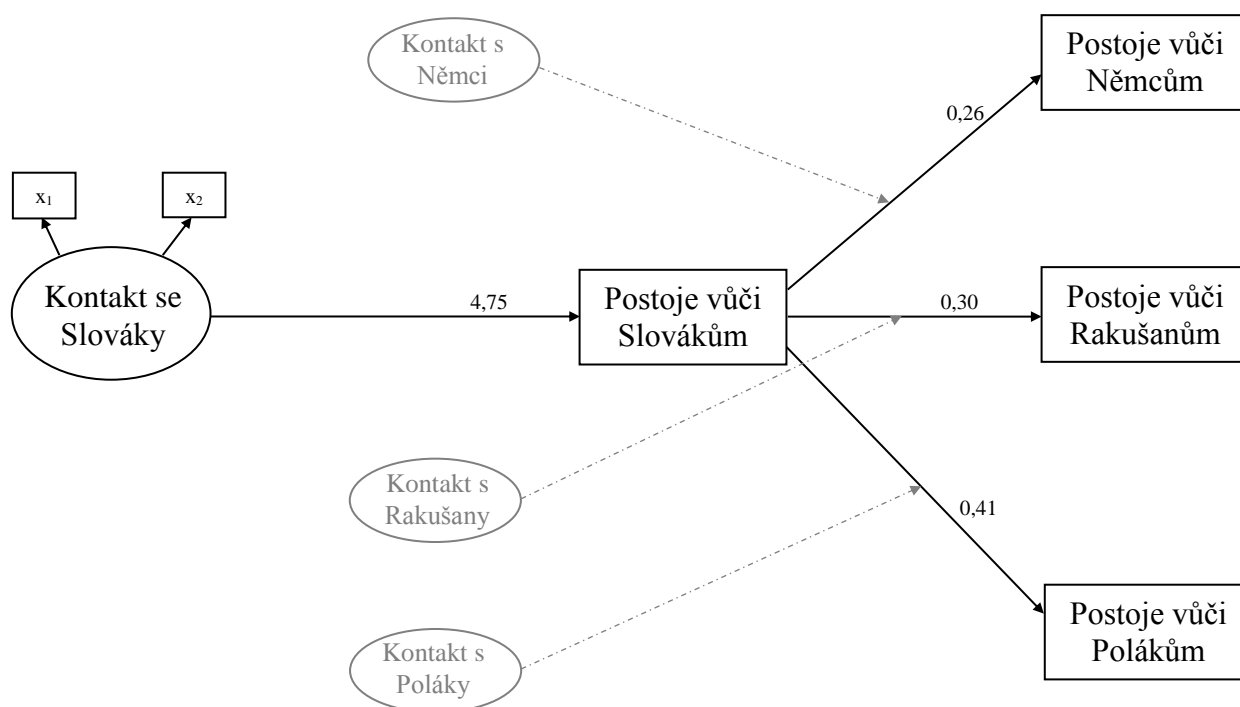 Kontakt s
Němci
Postoje vůči
Němcům
0,26
x₁
x₂
Kontakt se
Slováky
4,75
Postoje vůči
Slovákům
0,30
Postoje vůči
Rakušanům
Kontakt s
Rakušany
0,41
Postoje vůči
Polákům
Kontakt s
Poláky